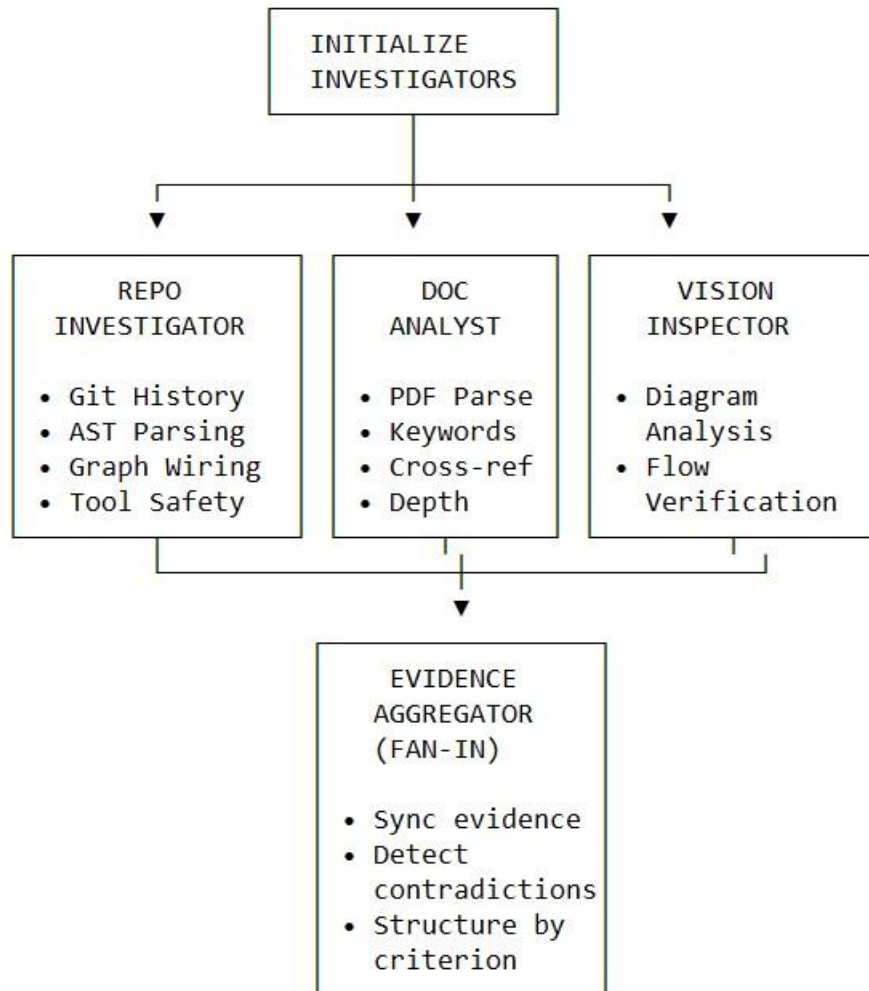 INITIALIZE
INVESTIGATORS
REPO
INVESTIGATOR
• Git History
• AST Parsing
• Graph Wiring
• Tool Safety
DOC
ANALYST
• PDF Parse
• Keywords
• Cross-ref
• Depth
VISION
INSPECTOR
• Diagram
Analysis
• Flow
Verification
EVIDENCE
AGGREGATOR
(FAN-IN)
• Sync evidence
• Detect
contradictions
• Structure by
criterion